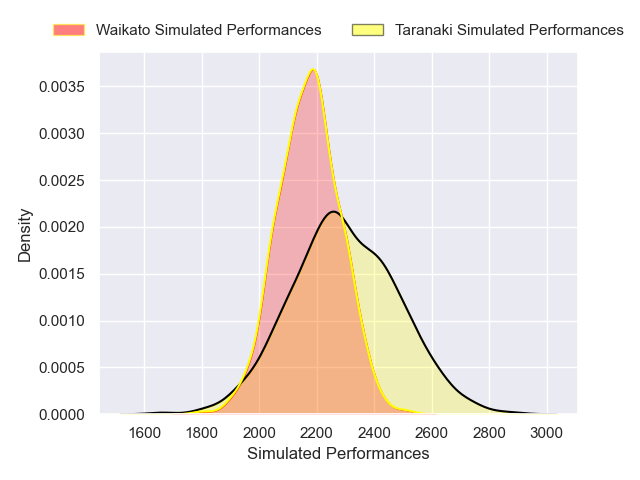 Waikato Simulated Performances
Taranaki Simulated Performances
0.0035
0.0030
0.0025
0.0020
0.0015
0.0010
0.0005
0.0000
Density
1600 1800 2000 2200 2400 2600 2800 3000
Simulated Performances